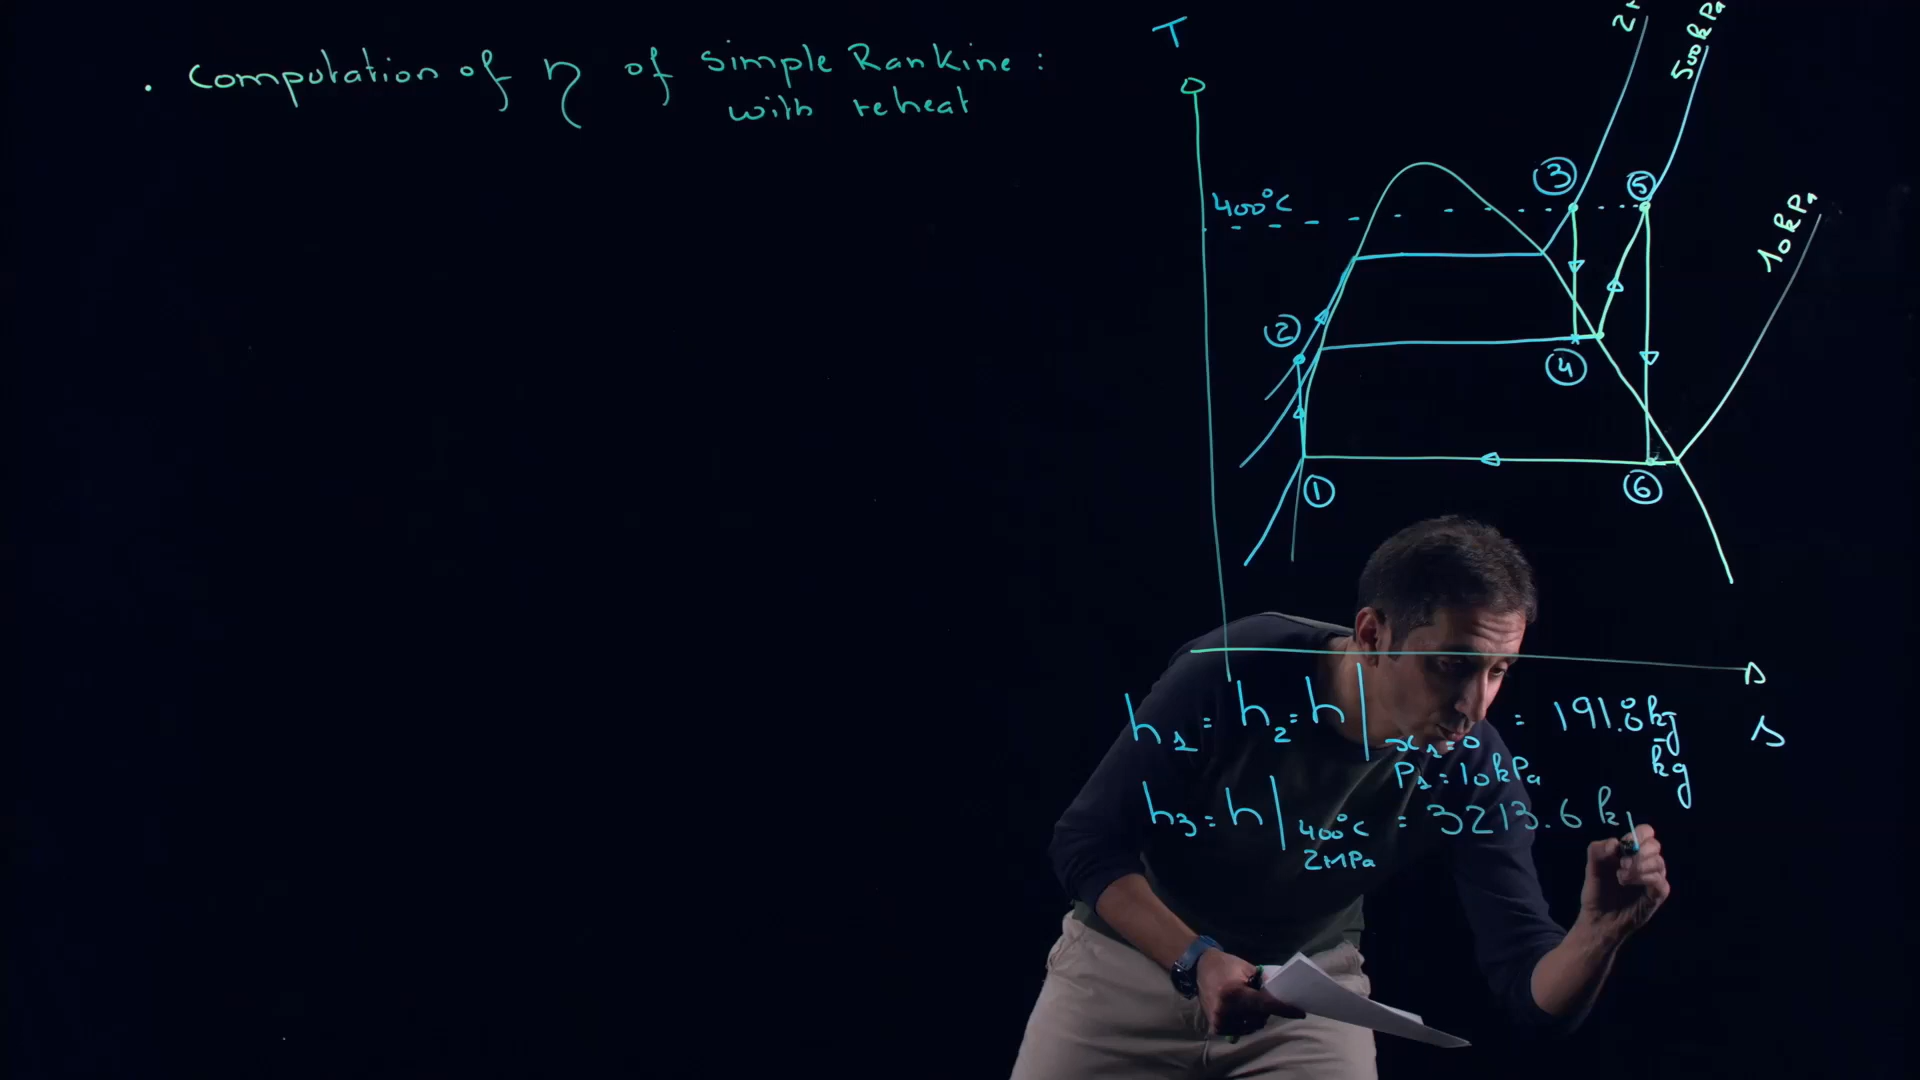 . Computation of η of simple Rankine :
with reheat
T
500kPa
400°C
③
⑤
10kPa
②
④
①
⑥
h₁ = h₂ = h | x₁=0 P₁=10kPa = 191.8 kJ/kg
s
h₃ = h | 400°C 2MPa = 3213.6 kJ